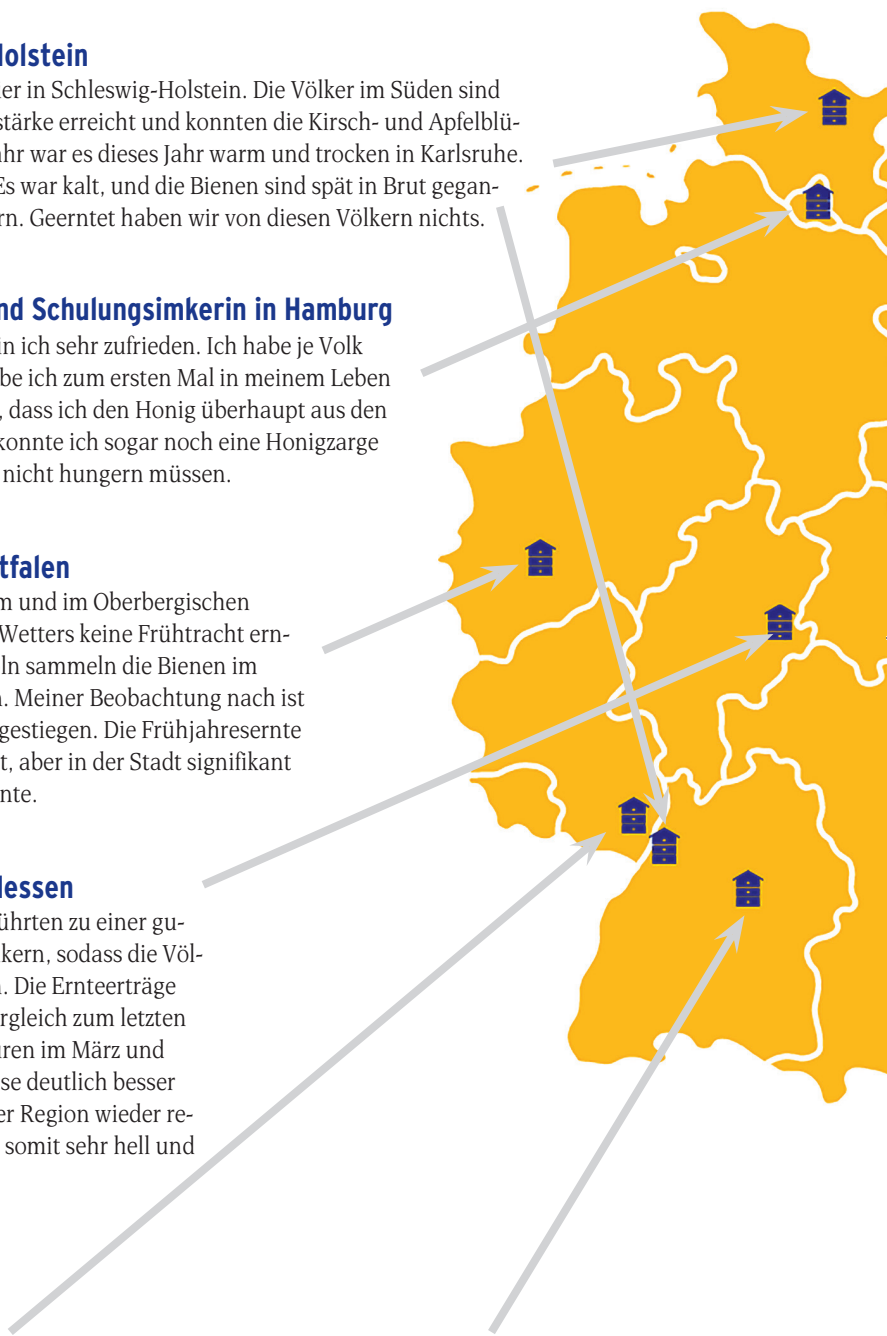 Holstein
er in Schleswig-Holstein. Die Völker im Süden sind
stärke erreicht und konnten die Kirsch- und Apfelblü-
hr war es dieses Jahr warm und trocken in Karlsruhe.
Es war kalt, und die Bienen sind spät in Brut gegan-
rn. Geerntet haben wir von diesen Völkern nichts.
nd Schulungsimkerin in Hamburg
in ich sehr zufrieden. Ich habe je Volk
be ich zum ersten Mal in meinem Leben
, dass ich den Honig überhaupt aus den
konnte ich sogar noch eine Honigzarge
nicht hungern müssen.
tfalen
m und im Oberbergischen
Wetters keine Frühtracht ern-
ln sammeln die Bienen im
n. Meiner Beobachtung nach ist
gestiegen. Die Frühjahresernte
t, aber in der Stadt signifikant
nte.
Hessen
ührten zu einer gu-
kern, sodass die Völ-
n. Die Ernteerträge
rgleich zum letzten
uren im März und
se deutlich besser
er Region wieder re-
somit sehr hell und